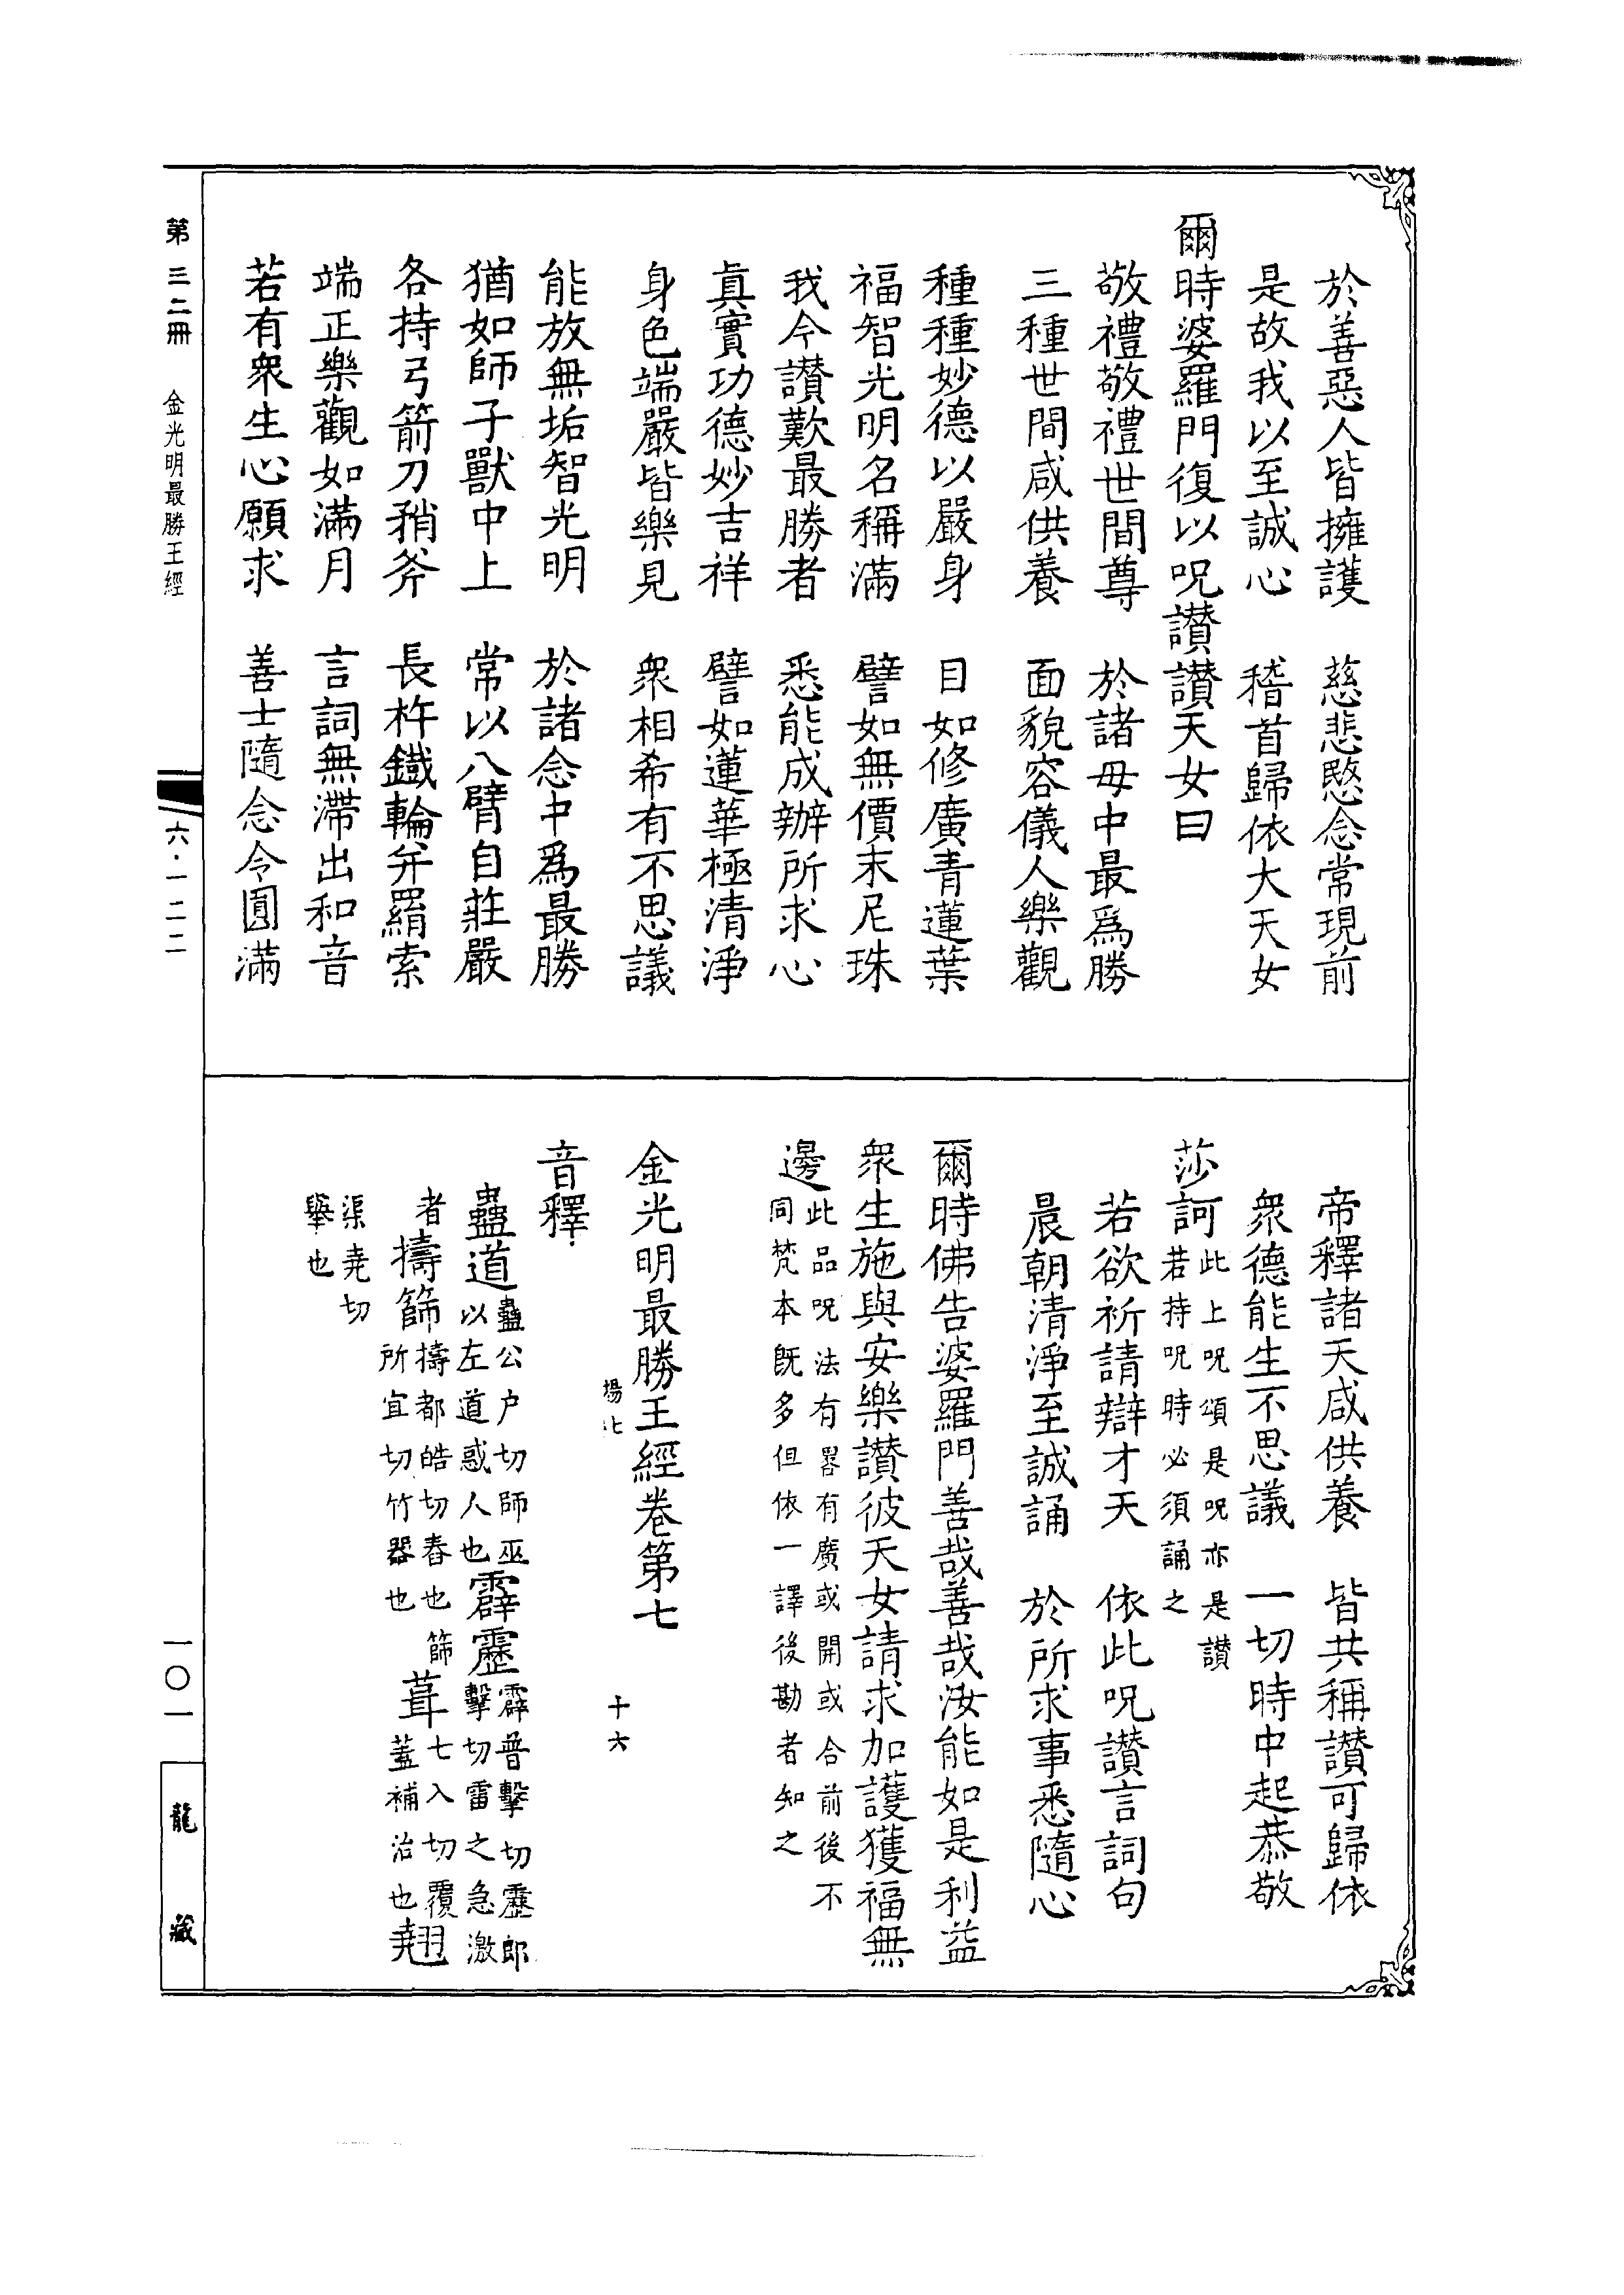 於善惡人皆擁護　慈悲愍念常現前
是故我以至誠心　稽首歸依大天女
爾時婆羅門復以呪讃讃天女曰
敬禮敬禮世間尊　於諸母中最爲勝
三種世間咸供養　面貌容儀人樂觀
種種妙德以嚴身　目如修廣青蓮葉
福智光明名稱滿　譬如無價末尼珠
我今讃歎最勝者　悉能成辦所求心
真實功德妙吉祥　譬如蓮華極清淨
身色端嚴皆樂見　衆相希有不思議
能放無垢智光明　於諸念中爲最勝
猶如師子獸中上　常以八臂自莊嚴
各持弓箭刀矟斧　長杵鐵輪并羂索
端正樂觀如滿月　言詞無滯出和音
若有衆生心願求　善士隨念令圓滿
帝釋諸天咸供養　皆共稱讃可歸依
衆德能生不思議　一切時中起恭敬
莎訶此上呪頌是呪亦是讃
若持呪時必須誦之
若欲祈請辯才天　依此呪讃言詞句
晨朝清淨至誠誦　於所求事悉隨心
爾時佛告婆羅門善哉善哉汝能如是利益
衆生施與安樂讃彼天女請求加護獲福無
邊此品呪法有畧有廣或開或合前後不
同梵本既多但依一譯後勘者知之
金光明最勝王經卷第七
場七　十六
音釋
蠱道蠱公户切師巫
以左道惑人也
霹靂霹普擊切靂郎
擊切雷之急激
者
擣篩擣都皓切舂也篩
所宜切竹器也
葺七入切覆
蓋補治也
翹
渠堯切
舉也
第三二冊　金光明最勝王經
六·一二二
一〇一
龍藏